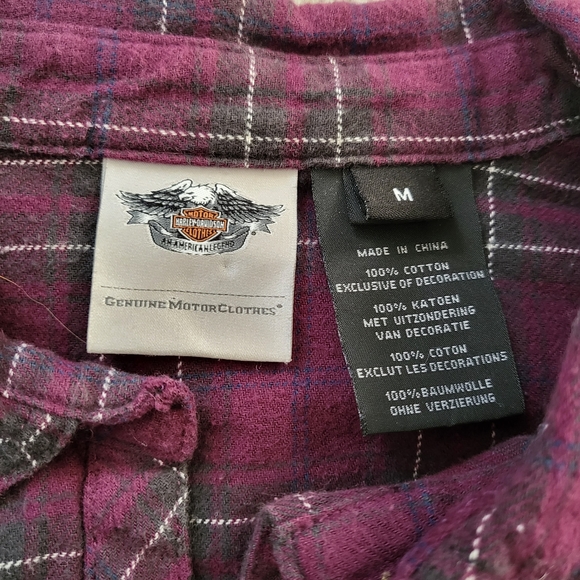 MOTOR
HARLEY-DAVIDSON
CLOTHES
AN AMERICAN LEGEND
GENUINE MOTORCLOTHES®
M
MADE IN CHINA
100% COTTON
EXCLUSIVE OF DECORATION
100% KATOEN
MET UITZONDERING
VAN DECORATIE
100% COTON
EXCLUT LES DECORATIONS
100%BAUMWOLLE
OHNE VERZIERUNG